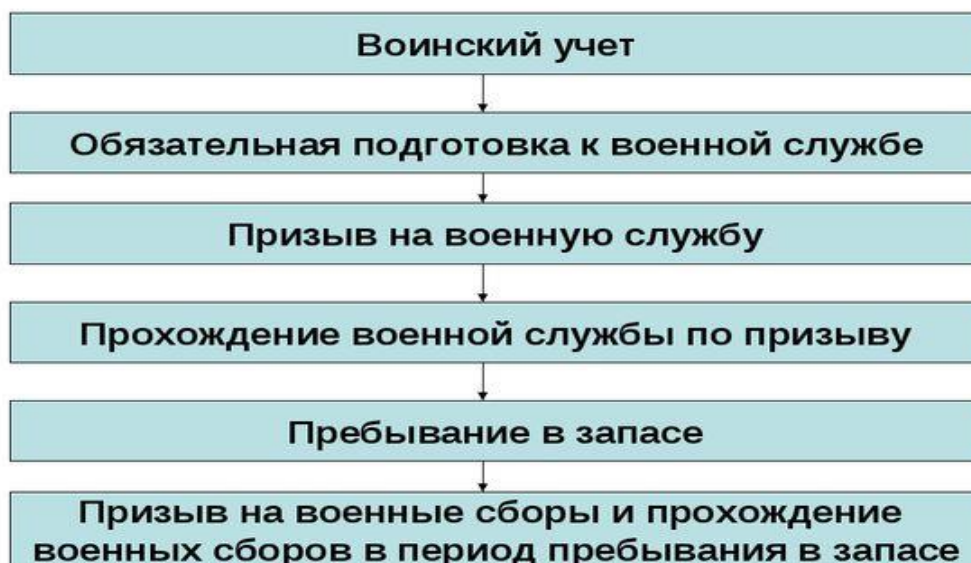 Воинский учет
Обязательная подготовка к военной службе
Призыв на военную службу
Прохождение военной службы по призыву
Пребывание в запасе
Призыв на военные сборы и прохождение
военных сборов в период пребывания в запасе